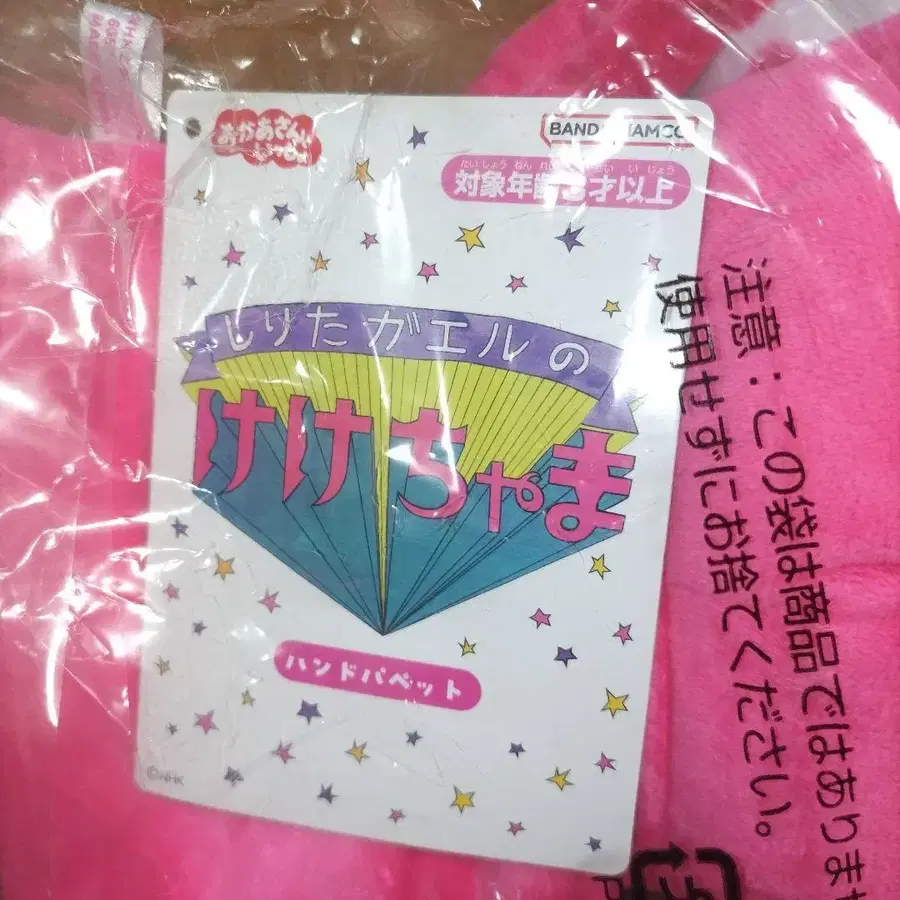 おかあさんといっしょ
BANDAI NAMCO
たいしょう ねん れい さい い じょう
対象年齢3才以上
しりたガエルの
けけちゃま
ハンドパペット
©NHK
注意：この袋は商品ではありませ
使用せずにお捨てください。